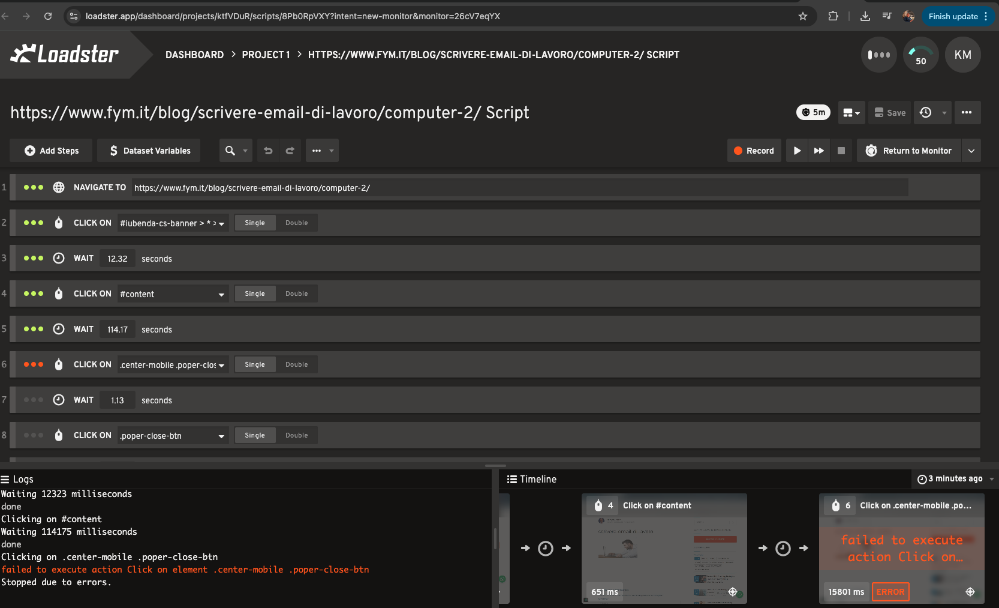 loadster.app/dashboard/projects/ktfVDuR/scripts/8Pb0RpVXY?intent=new-monitor&monitor=26cV7eqYX
Finish update
Loadster
DASHBOARD > PROJECT 1 > HTTPS://WWW.FYM.IT/BLOG/SCRIVERE-EMAIL-DI-LAVORO/COMPUTER-2/ SCRIPT
50
KM
https://www.fym.it/blog/scrivere-email-di-lavoro/computer-2/ Script
5m
Save
Add Steps
$ Dataset Variables
Record
Return to Monitor
1 NAVIGATE TO https://www.fym.it/blog/scrivere-email-di-lavoro/computer-2/
2 CLICK ON #iubenda-cs-banner > * > Single Double
3 WAIT 12.32 seconds
4 CLICK ON #content Single Double
5 WAIT 114.17 seconds
6 CLICK ON .center-mobile .poper-clos Single Double
7 WAIT 1.13 seconds
8 CLICK ON .poper-close-btn Single Double
Logs
Waiting 12323 milliseconds
done
Clicking on #content
Waiting 114175 milliseconds
done
Clicking on .center-mobile .poper-close-btn
failed to execute action Click on element .center-mobile .poper-close-btn
Stopped due to errors.
Timeline
3 minutes ago
4 Click on #content
scrivere-email-di-lavoro
651 ms
6 Click on .center-mobile .po...
failed to execute
action Click on…
15801 ms
ERROR